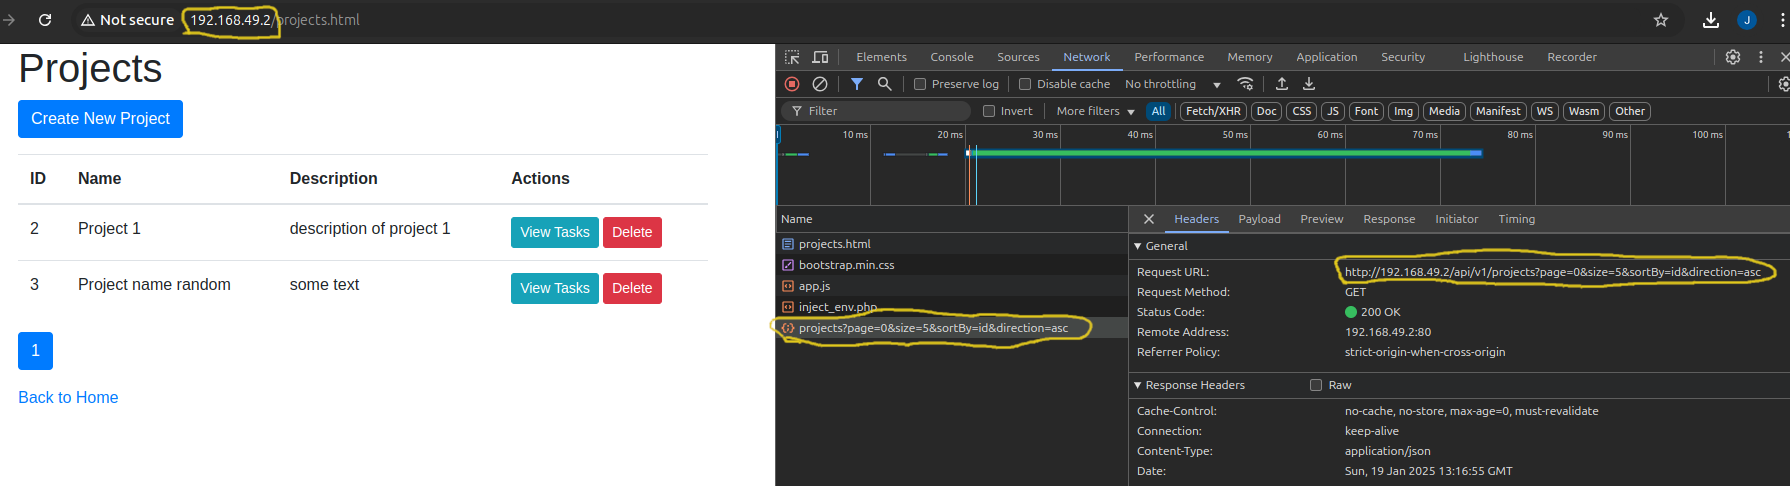 Not secure 192.168.49.2/projects.html J
Projects
Create New Project
ID Name Description Actions
2 Project 1 description of project 1 View Tasks Delete
3 Project name random some text View Tasks Delete
1
Back to Home
Elements Console Sources Network Performance Memory Application Security Lighthouse Recorder
Preserve log Disable cache No throttling
Filter Invert More filters All Fetch/XHR Doc CSS JS Font Img Media Manifest WS Wasm Other
10 ms 20 ms 30 ms 40 ms 50 ms 60 ms 70 ms 80 ms 90 ms 100 ms
Name
projects.html
bootstrap.min.css
app.js
inject_env.php
projects?page=0&size=5&sortBy=id&direction=asc
Headers Payload Preview Response Initiator Timing
General
Request URL: http://192.168.49.2/api/v1/projects?page=0&size=5&sortBy=id&direction=asc
Request Method: GET
Status Code: 200 OK
Remote Address: 192.168.49.2:80
Referrer Policy: strict-origin-when-cross-origin
Response Headers Raw
Cache-Control: no-cache, no-store, max-age=0, must-revalidate
Connection: keep-alive
Content-Type: application/json
Date: Sun, 19 Jan 2025 13:16:55 GMT